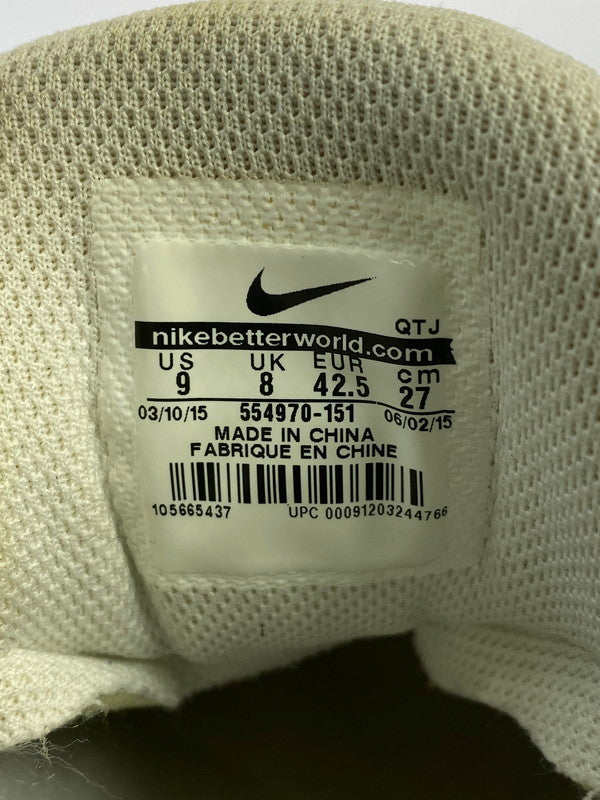 QTJ
nikebetterworld.com
US UK EUR cm
9 8 42.5 27
03/10/15 554970-151 06/02/15
MADE IN CHINA
FABRIQUE EN CHINE
105665437 UPC 00091203244766